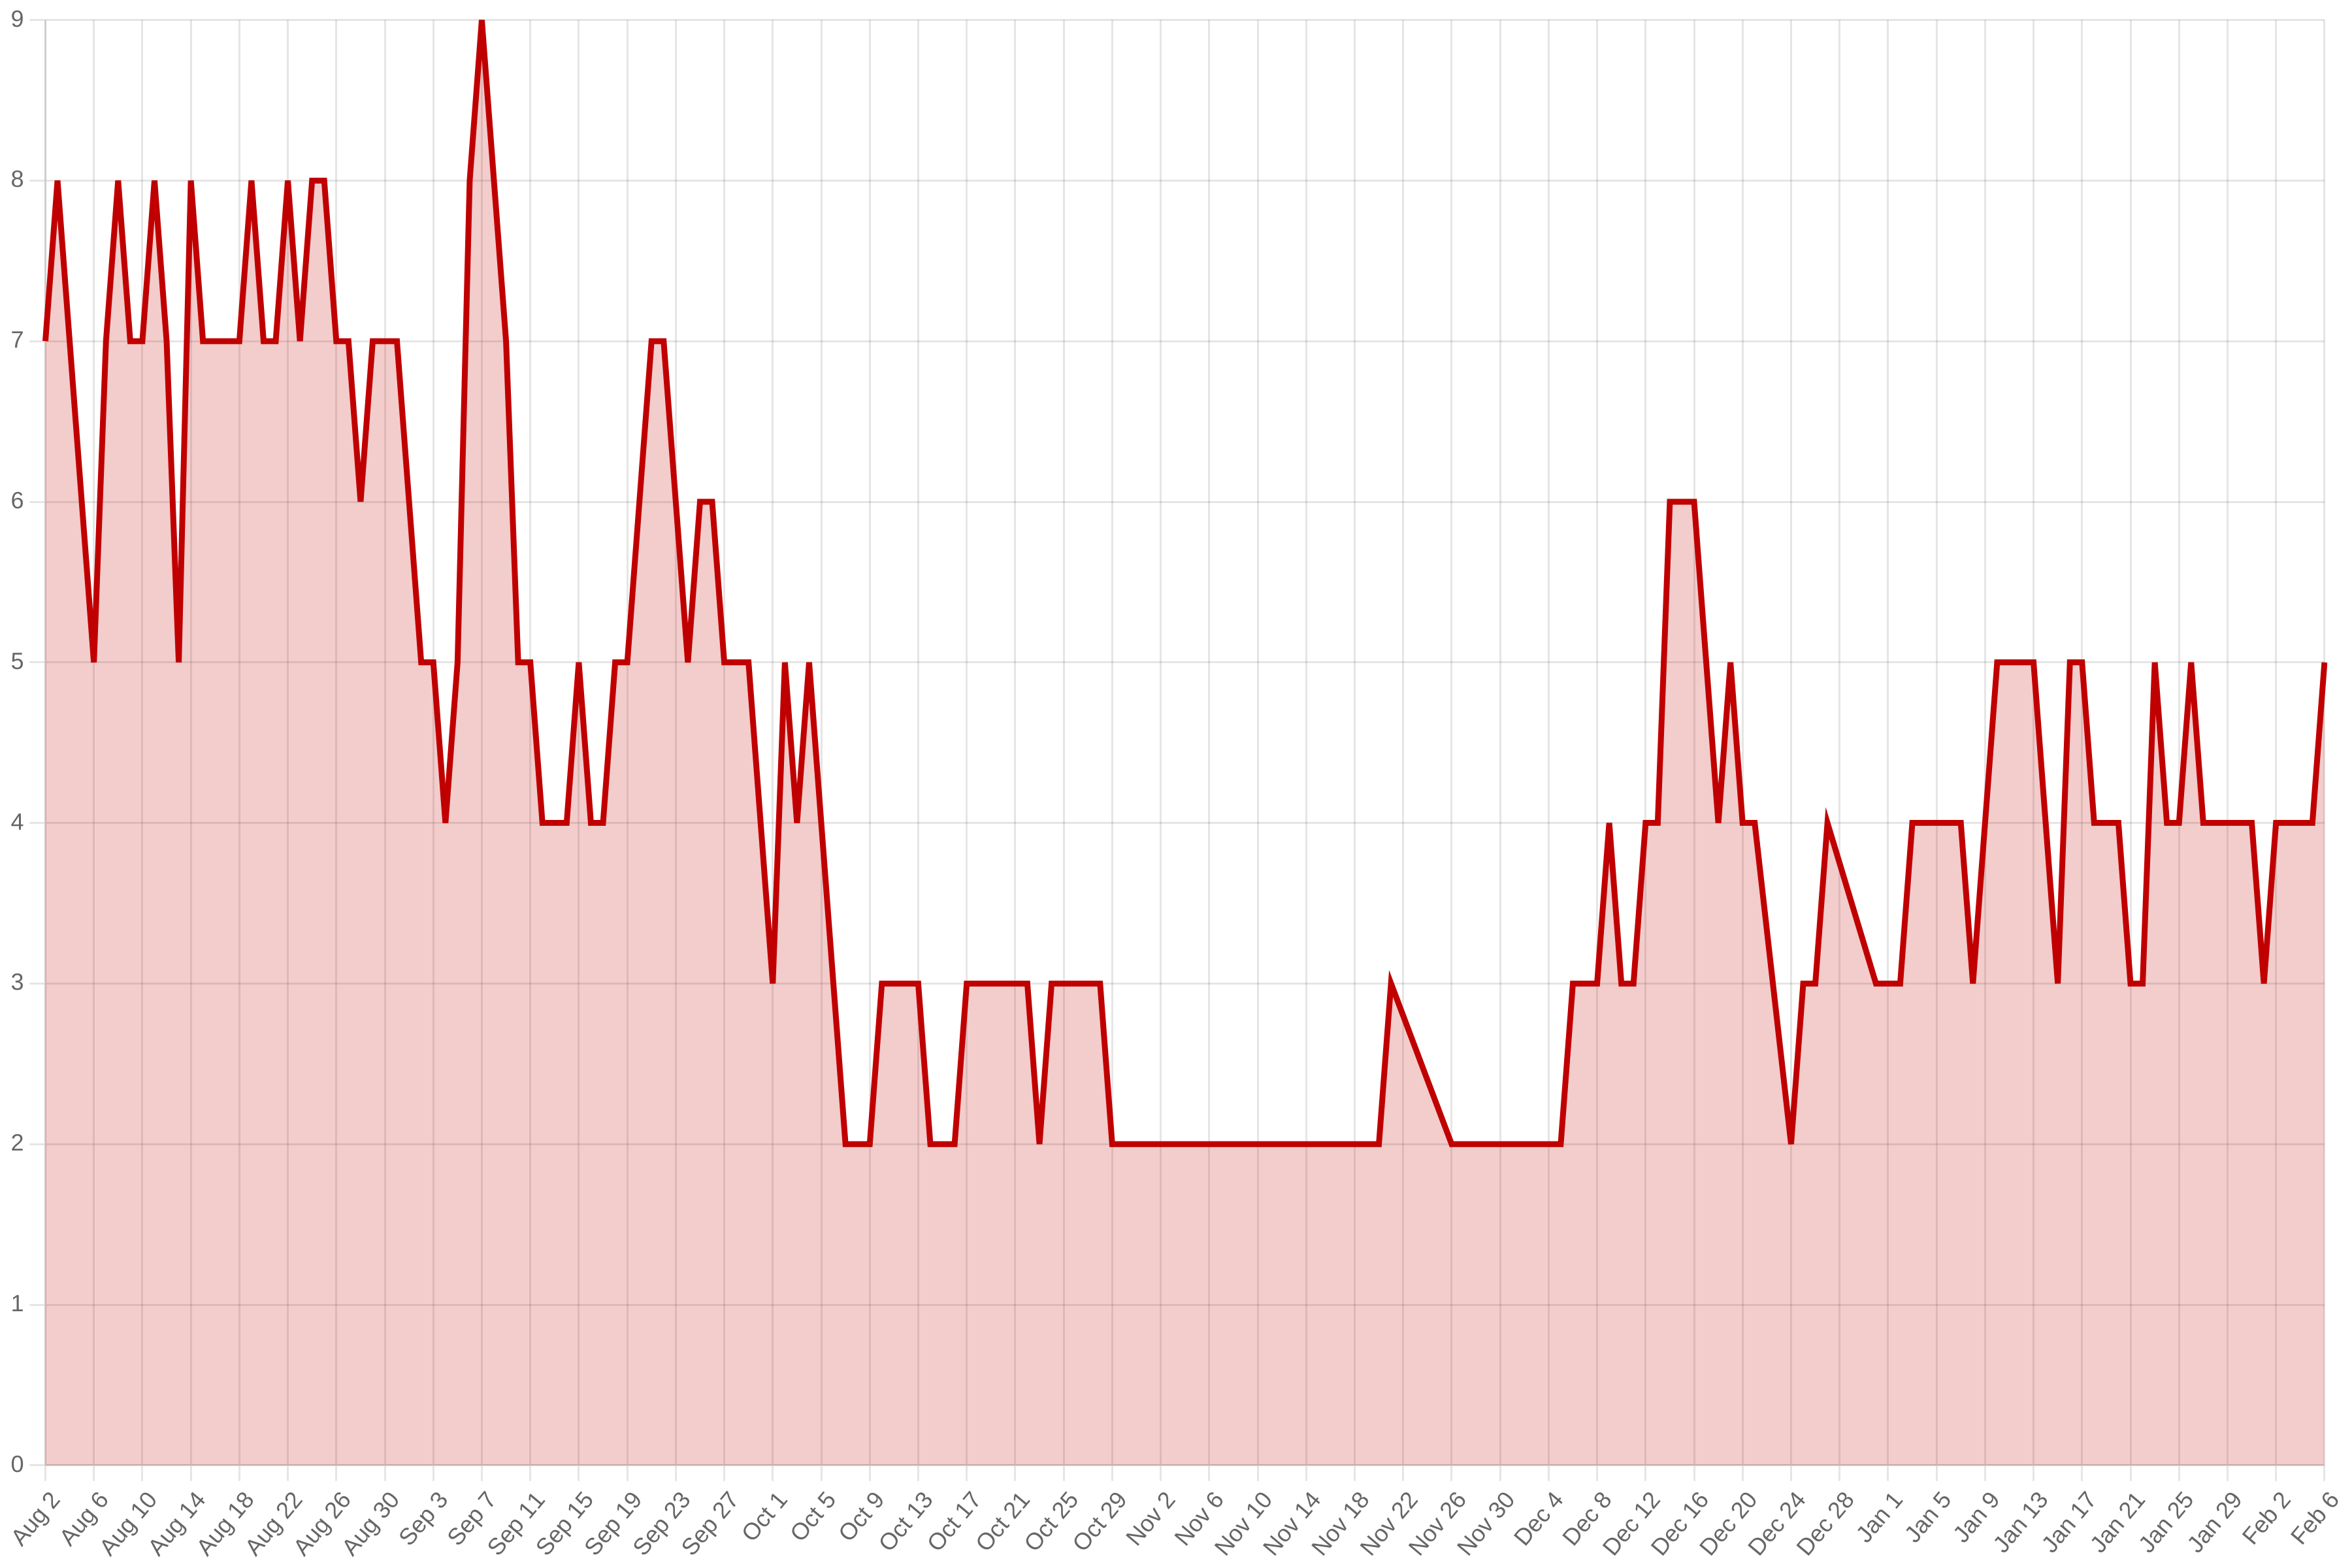 9
8
7
6
5
4
3
2
1
0
Aug 2
Aug 6
Aug 10
Aug 14
Aug 18
Aug 22
Aug 26
Aug 30
Sep 3
Sep 7
Sep 11
Sep 15
Sep 19
Sep 23
Sep 27
Oct 1
Oct 5
Oct 9
Oct 13
Oct 17
Oct 21
Oct 25
Oct 29
Nov 2
Nov 6
Nov 10
Nov 14
Nov 18
Nov 22
Nov 26
Nov 30
Dec 4
Dec 8
Dec 12
Dec 16
Dec 20
Dec 24
Dec 28
Jan 1
Jan 5
Jan 9
Jan 13
Jan 17
Jan 21
Jan 25
Jan 29
Feb 2
Feb 6